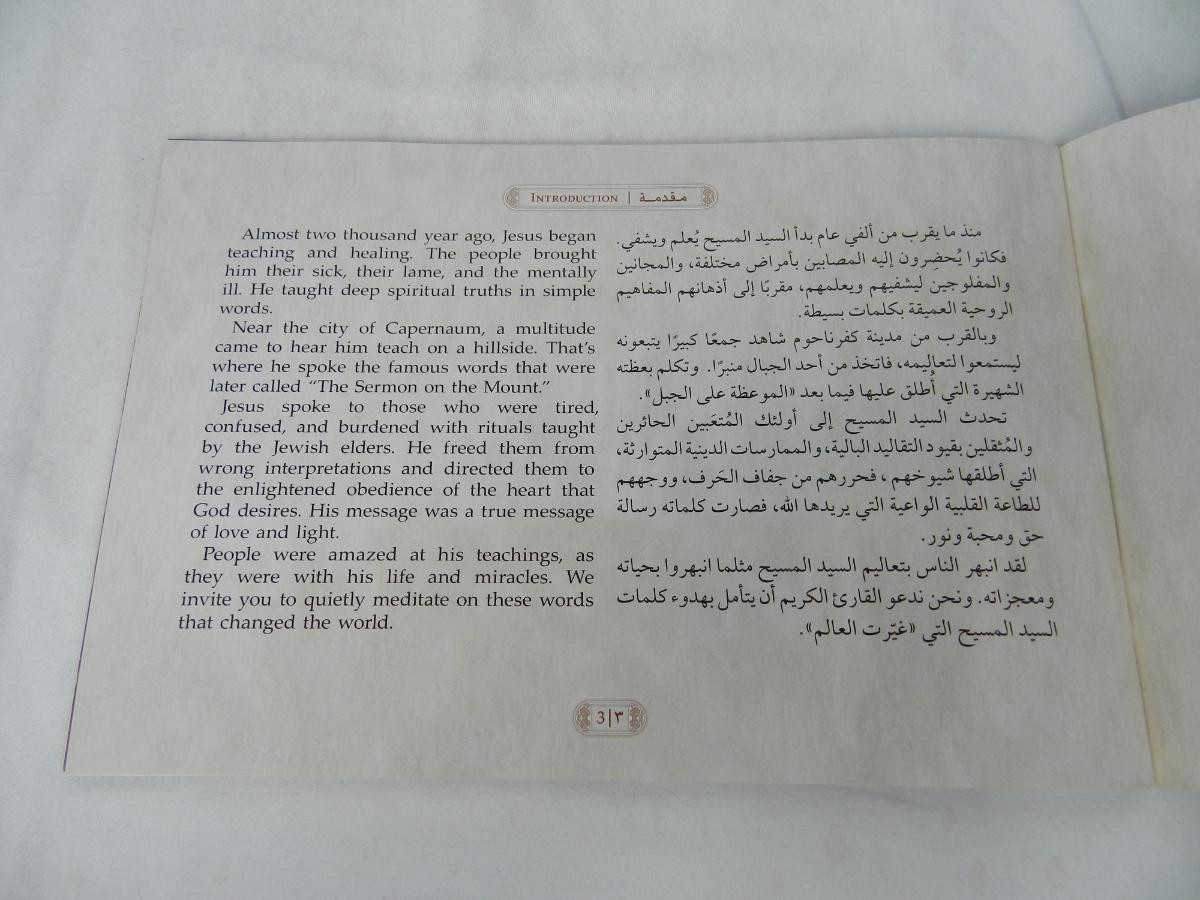 INTRODUCTION | مقدمة
Almost two thousand year ago, Jesus began
teaching and healing. The people brought
him their sick, their lame, and the mentally
ill. He taught deep spiritual truths in simple
words.
Near the city of Capernaum, a multitude
came to hear him teach on a hillside. That's
where he spoke the famous words that were
later called “The Sermon on the Mount.”
Jesus spoke to those who were tired,
confused, and burdened with rituals taught
by the Jewish elders. He freed them from
wrong interpretations and directed them to
the enlightened obedience of the heart that
God desires. His message was a true message
of love and light.
People were amazed at his teachings, as
they were with his life and miracles. We
invite you to quietly meditate on these words
that changed the world.
منذ ما يقرب من ألفي عام بدأ السيد المسيح يُعلم ويشفي.
فكانوا يُحضِرون إليه المصابين بأمراض مختلفة، والمجانين
والمفلوجين ليشفيهم ويعلمهم، مقربًا إلى أذهانهم المفاهيم
الروحية العميقة بكلمات بسيطة.
وبالقرب من مدينة كفرناحوم شاهد جمعًا كبيرًا يتبعونه
ليستمعوا لتعاليمه، فاتخذ من أحد الجبال منبرًا. وتكلم بعظته
الشهيرة التي أُطلق عليها فيما بعد «الموعظة على الجبل».
تحدث السيد المسيح إلى أولئك المُتعَبين الحائرين
والمُثقلين بقيود التقاليد البالية، والممارسات الدينية المتوارثة،
التي أطلقها شيوخهم، فحررهم من جفاف الحَرف، ووجههم
للطاعة القلبية الواعية التي يريدها الله، فصارت كلماته رسالة
حق ومحبة ونور.
لقد انبهر الناس بتعاليم السيد المسيح مثلما انبهروا بحياته
ومعجزاته. ونحن ندعو القارئ الكريم أن يتأمل بهدوء كلمات
السيد المسيح التي «غيّرت العالم».
3|٣